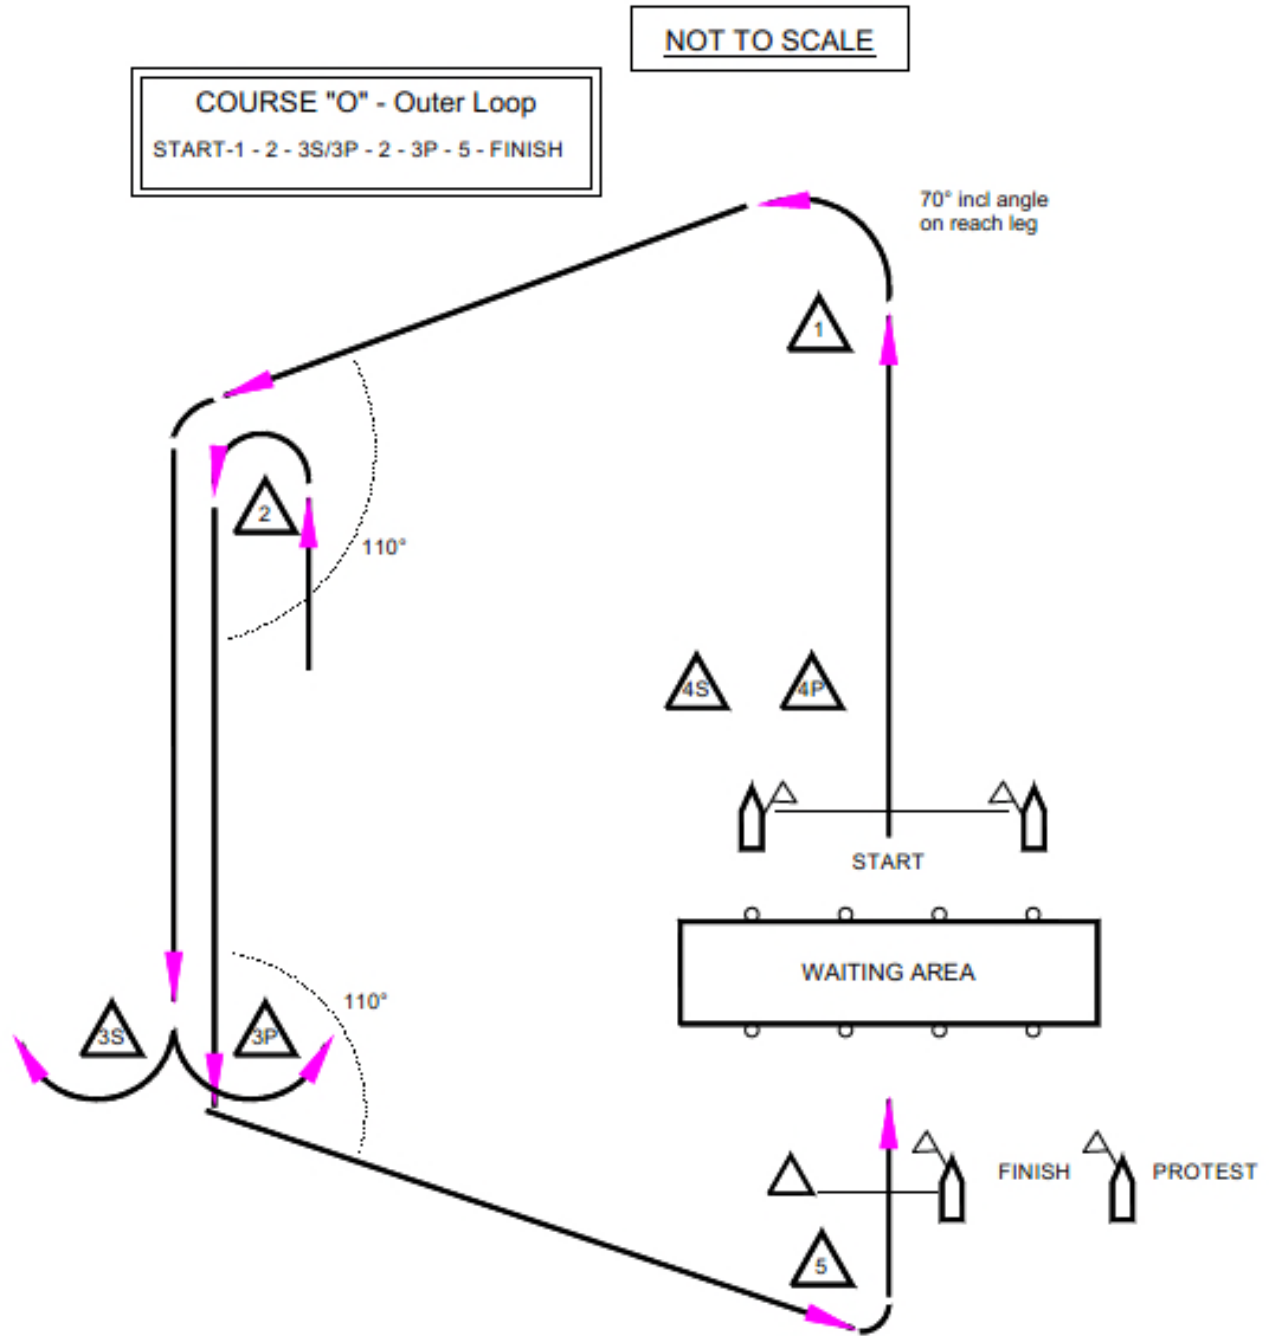 NOT TO SCALE
COURSE "O" - Outer Loop
START-1 - 2 - 3S/3P - 2 - 3P - 5 - FINISH
70° incl angle
on reach leg
1
2
110°
4S
4P
START
WAITING AREA
110°
3S
3P
FINISH
PROTEST
5